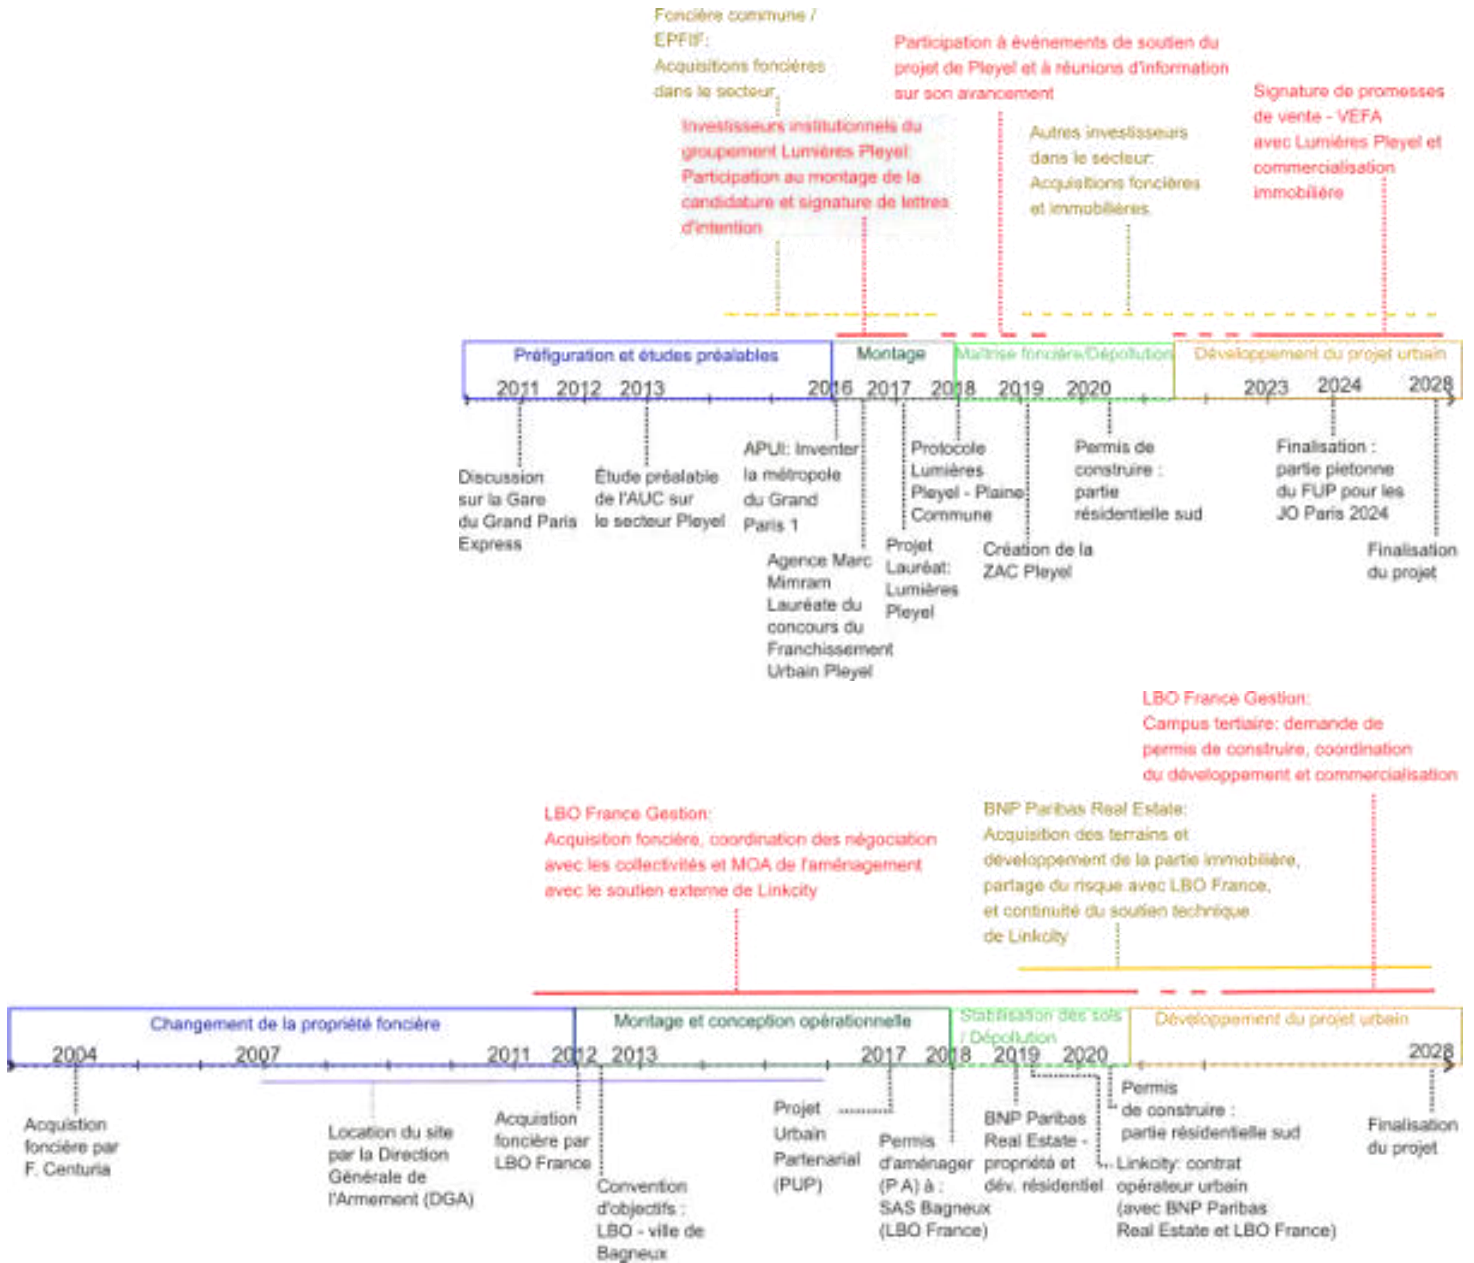 Foncière commune /
EPFIF:
Acquisitions foncières
dans le secteur
Investisseurs institutionnels du
groupement Lumières Pleyel:
Participation au montage de la
candidature et signature de lettres
d'intention
Participation à événements de soutien du
projet de Pleyel et à réunions d'information
sur son avancement
Autres investisseurs
dans le secteur:
Acquisitions foncières
et immobilières
Signature de promesses
de vente - VEFA
avec Lumières Pleyel et
commercialisation
immobilière
Préfiguration et études préalables
Montage
Maîtrise foncière/Dépollution
Développement du projet urbain
2011 2012 2013 2016 2017 2018 2019 2020 2023 2024 2028
Discussion
sur la Gare
du Grand Paris
Express
Étude préalable
de l'AUC sur
le secteur Pleyel
APUI: Inventer
la métropole
du Grand
Paris 1
Agence Marc
Mimram
Lauréate du
concours du
Franchissement
Urbain Pleyel
Projet
Lauréat:
Lumières
Pleyel
Protocole
Lumières
Pleyel - Plaine
Commune
Création de la
ZAC Pleyel
Permis de
construire :
partie
résidentielle sud
Finalisation :
partie pietonne
du FUP pour les
JO Paris 2024
Finalisation
du projet
LBO France Gestion:
Campus tertiaire: demande de
permis de construire, coordination
du développement et commercialisation
LBO France Gestion:
Acquisition foncière, coordination des négociation
avec les collectivités et MOA de l'aménagement
avec le soutien externe de Linkcity
BNP Paribas Real Estate:
Acquisition des terrains et
développement de la partie immobilière,
partage du risque avec LBO France,
et continuité du soutien technique
de Linkcity
Changement de la propriété foncière
Montage et conception opérationnelle
Stabilisation des sols
/ Dépollution
Développement du projet urbain
2004 2007 2011 2012 2013 2017 2018 2019 2020 2028
Acquistion
foncière par
F. Centuria
Location du site
par la Direction
Générale de
l'Armement (DGA)
Acquistion
foncière par
LBO France
Convention
d'objectifs :
LBO - ville de
Bagneux
Projet
Urbain
Partenarial
(PUP)
Permis
d'aménager
(PA) à :
SAS Bagneux
(LBO France)
BNP Paribas
Real Estate -
propriété et
dév. résidentiel
Permis
de construire :
partie résidentielle sud
Linkcity: contrat
opérateur urbain
(avec BNP Paribas
Real Estate et LBO France)
Finalisation
du projet